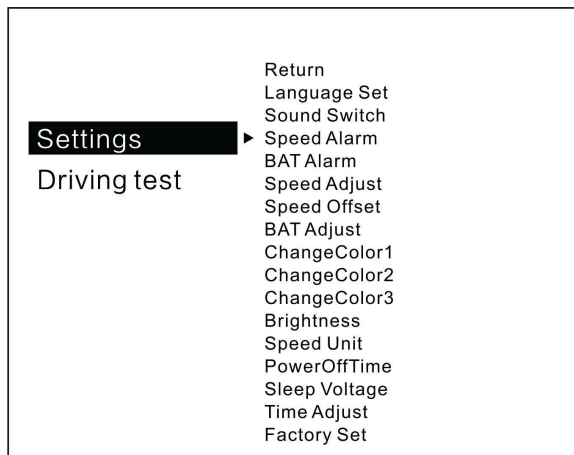 Settings
Driving test
Return
Language Set
Sound Switch
Speed Alarm
BAT Alarm
Speed Adjust
Speed Offset
BAT Adjust
ChangeColor1
ChangeColor2
ChangeColor3
Brightness
Speed Unit
PowerOffTime
Sleep Voltage
Time Adjust
Factory Set